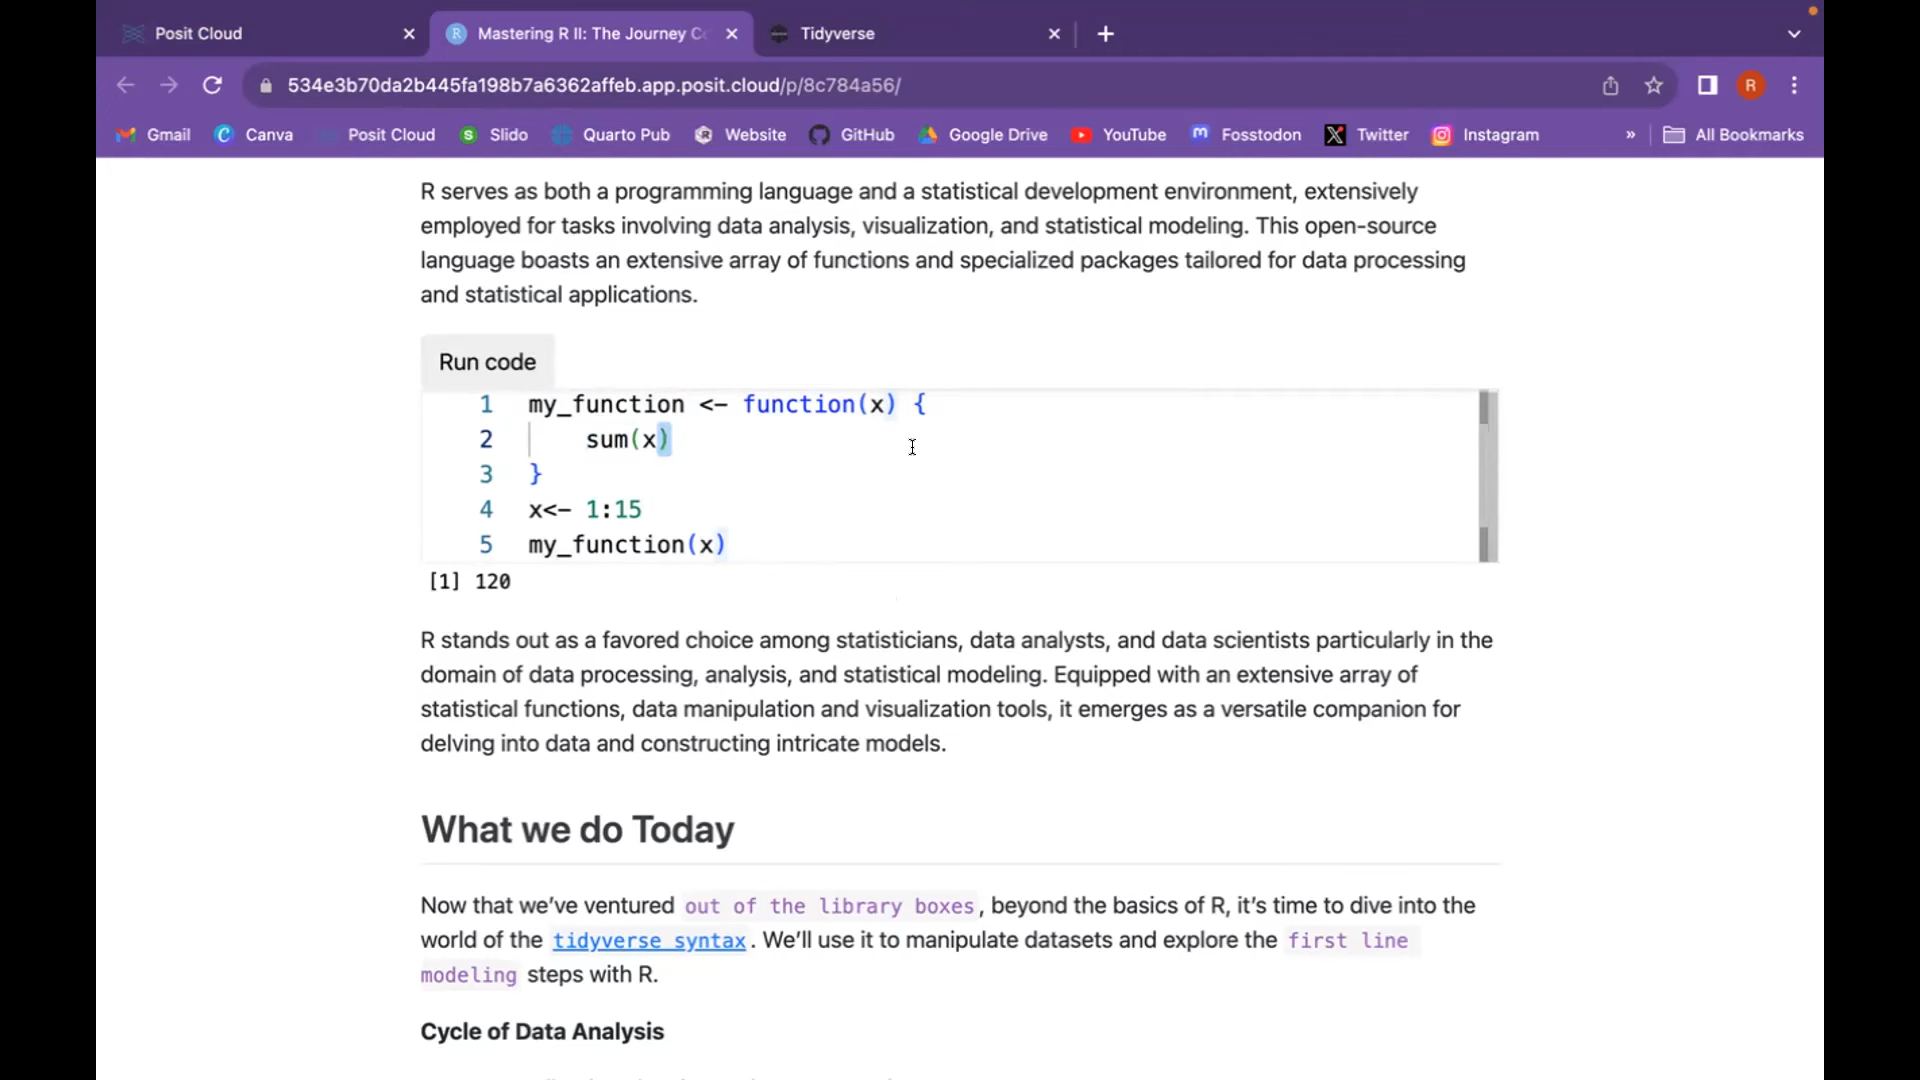 Posit Cloud
Mastering R II: The Journey Co
Tidyverse
534e3b70da2b445fa198b7a6362affeb.app.posit.cloud/p/8c784a56/
R
Gmail
Canva
Posit Cloud
Slido
Quarto Pub
Website
GitHub
Google Drive
YouTube
Fosstodon
Twitter
Instagram
»
All Bookmarks
R serves as both a programming language and a statistical development environment, extensively
employed for tasks involving data analysis, visualization, and statistical modeling. This open-source
language boasts an extensive array of functions and specialized packages tailored for data processing
and statistical applications.
Run code
1 my_function <- function(x) {
2 sum(x)
3 }
4 x<- 1:15
5 my_function(x)
[1] 120
R stands out as a favored choice among statisticians, data analysts, and data scientists particularly in the
domain of data processing, analysis, and statistical modeling. Equipped with an extensive array of
statistical functions, data manipulation and visualization tools, it emerges as a versatile companion for
delving into data and constructing intricate models.
What we do Today
Now that we’ve ventured out of the library boxes, beyond the basics of R, it’s time to dive into the
world of the tidyverse syntax. We’ll use it to manipulate datasets and explore the first line
modeling steps with R.
Cycle of Data Analysis